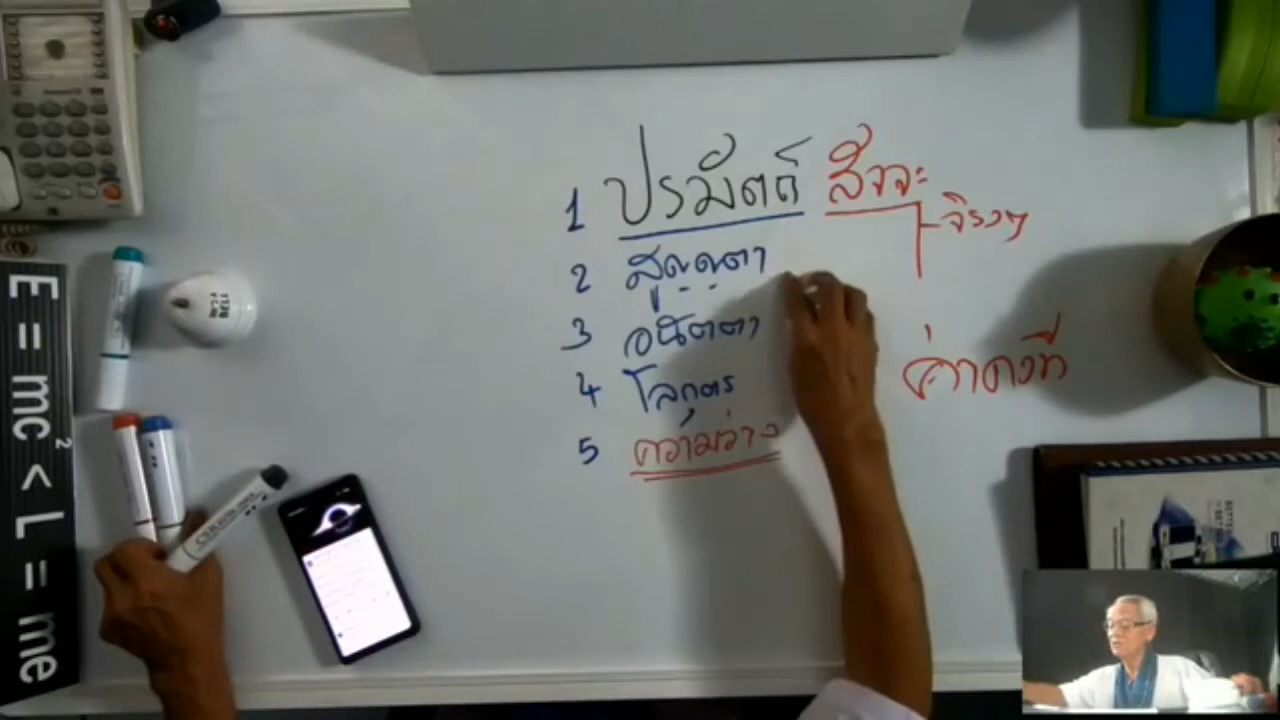 1 ปรมัตถ์ สัจจะ
จริงๆ
2 สุญญตา
3 อนัตตา
4 โลกุตร
5 ความว่าง
ค่าคงที่
E = mc² < L = me